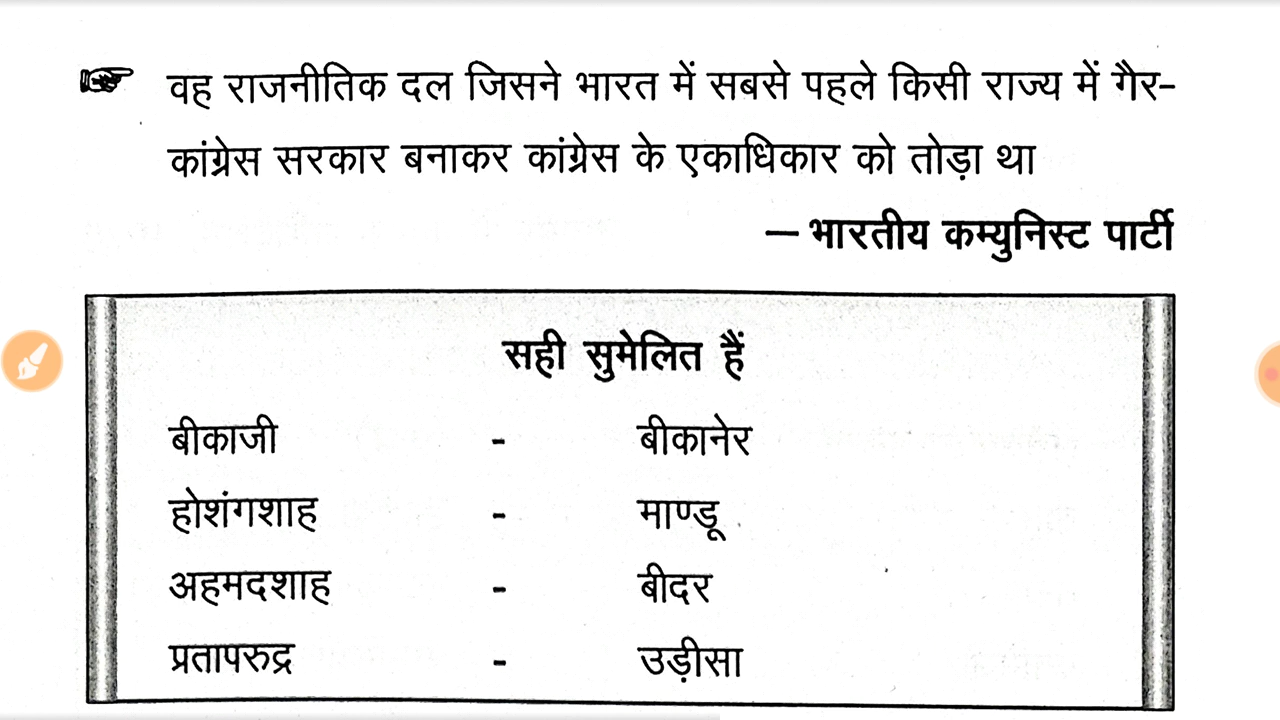 वह राजनीतिक दल जिसने भारत में सबसे पहले किसी राज्य में गैर-
कांग्रेस सरकार बनाकर कांग्रेस के एकाधिकार को तोड़ा था
— भारतीय कम्युनिस्ट पार्टी
सही सुमेलित हैं
बीकाजी - बीकानेर
होशंगशाह - माण्डू
अहमदशाह - बीदर
प्रतापरुद्र - उड़ीसा